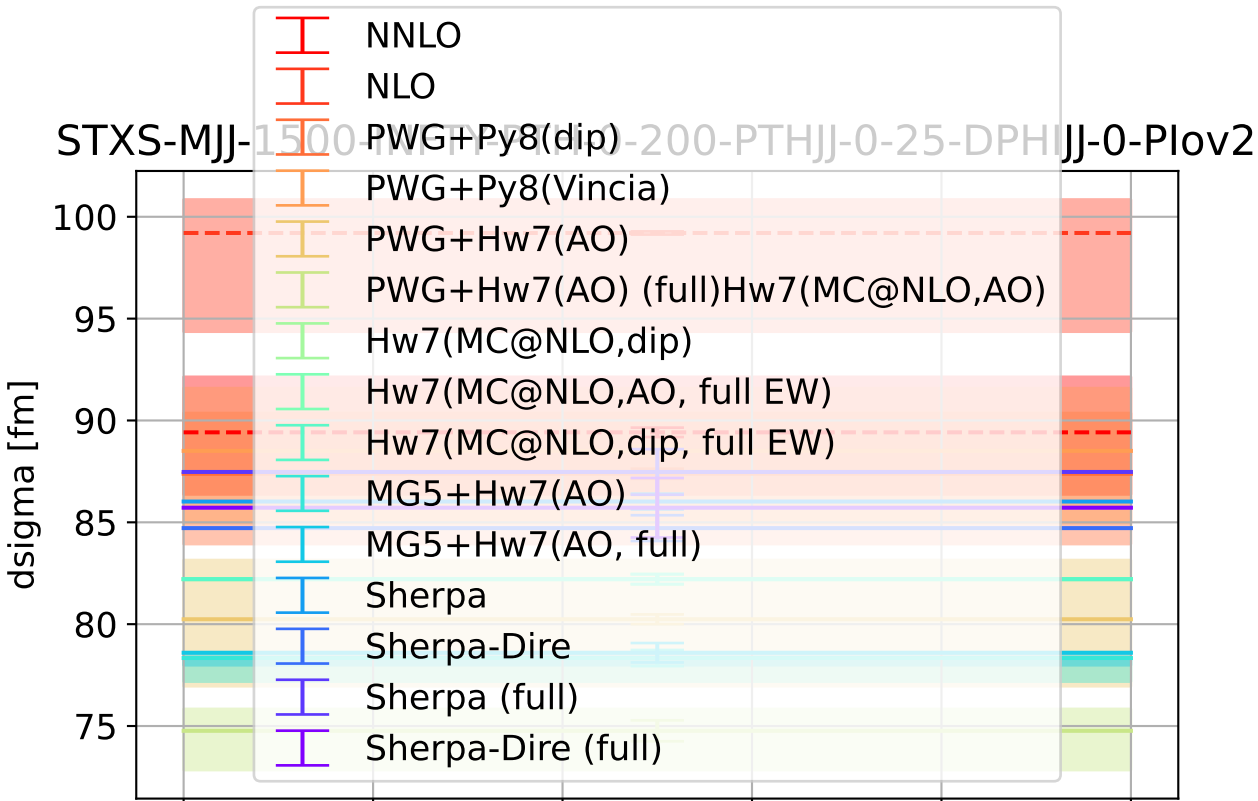 NNLO
NLO
STXS-MJJ-1500-INFTY-PTH-0-200-PTHJJ-0-25-DPHIJJ-0-PIov2
PWG+Py8(dip)
PWG+Py8(Vincia)
PWG+Hw7(AO)
PWG+Hw7(AO) (full)Hw7(MC@NLO,AO)
Hw7(MC@NLO,dip)
Hw7(MC@NLO,AO, full EW)
Hw7(MC@NLO,dip, full EW)
MG5+Hw7(AO)
MG5+Hw7(AO, full)
Sherpa
Sherpa-Dire
Sherpa (full)
Sherpa-Dire (full)
dsigma [fm]
100
95
90
85
80
75